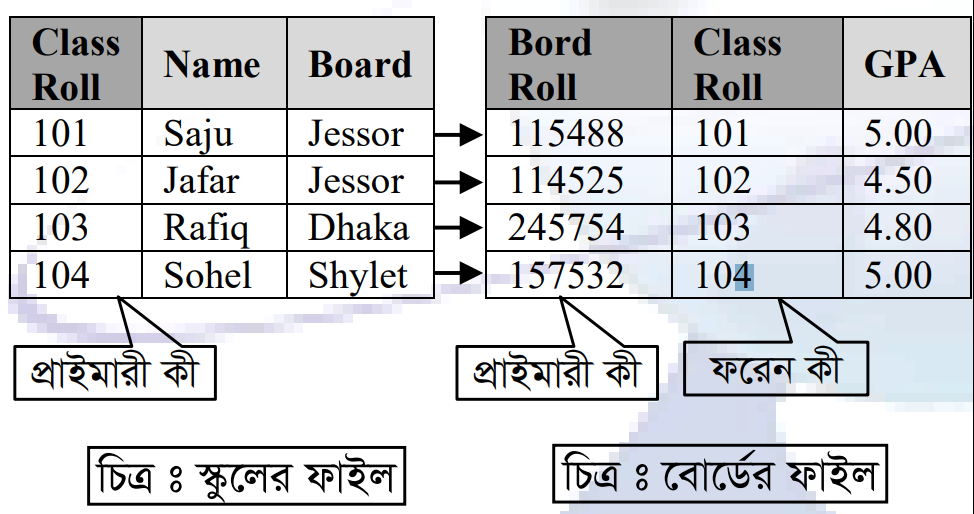 Class Roll Name Board Bord Roll Class Roll GPA
101 Saju Jessor 115488 101 5.00
102 Jafar Jessor 114525 102 4.50
103 Rafiq Dhaka 245754 103 4.80
104 Sohel Shylet 157532 104 5.00
প্রাইমারী কী প্রাইমারী কী ফরেন কী
চিত্র ঃ স্কুলের ফাইল চিত্র ঃ বোর্ডের ফাইল